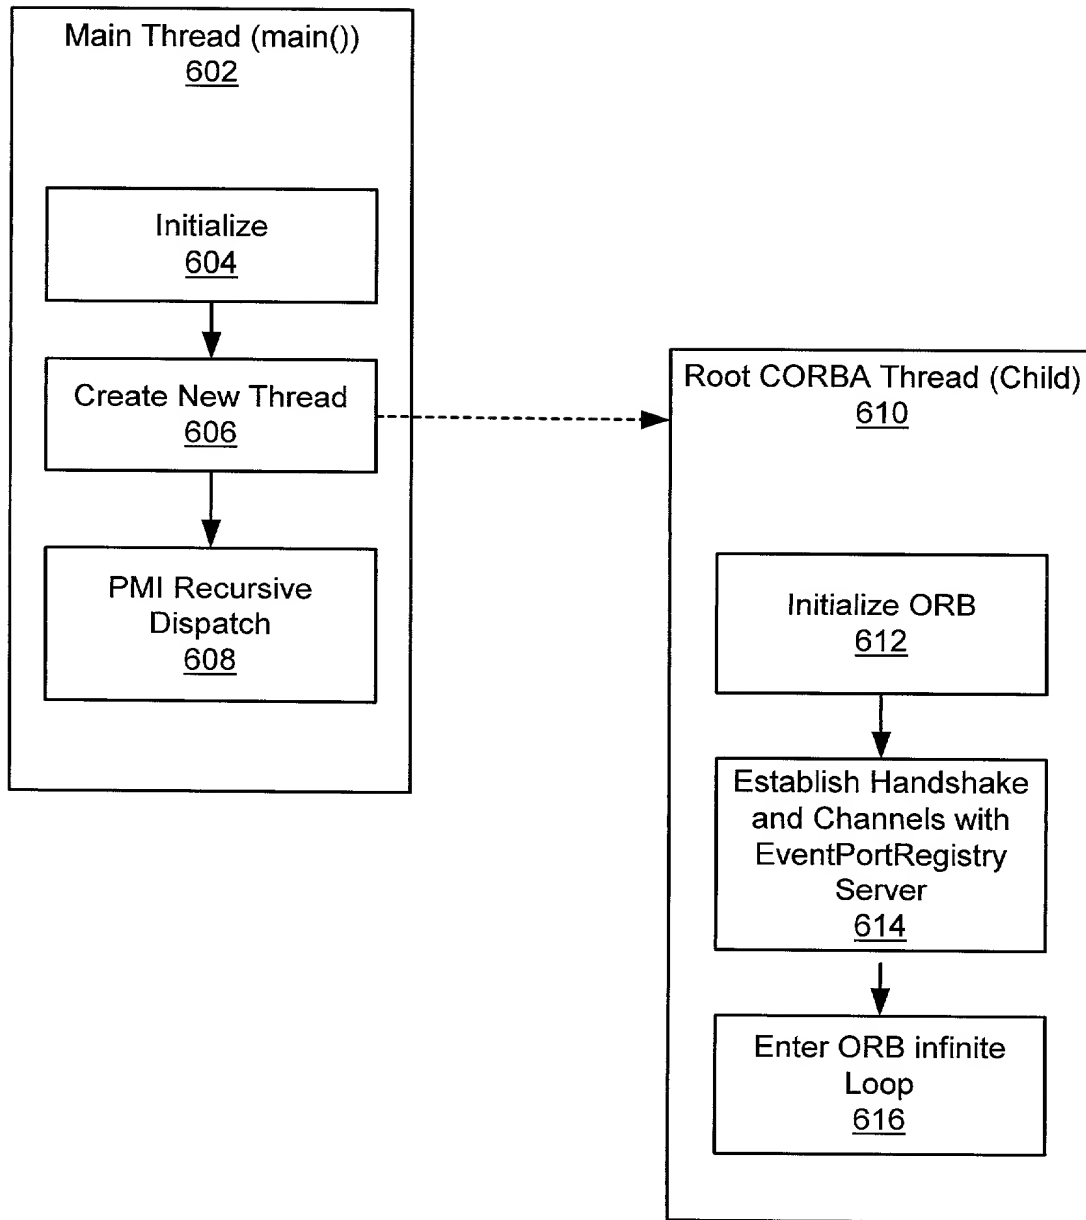 Main Thread (main())
602
Initialize
604
Create New Thread
606
PMI Recursive
Dispatch
608
Root CORBA Thread (Child)
610
Initialize ORB
612
Establish Handshake
and Channels with
EventPortRegistry
Server
614
Enter ORB infinite
Loop
616